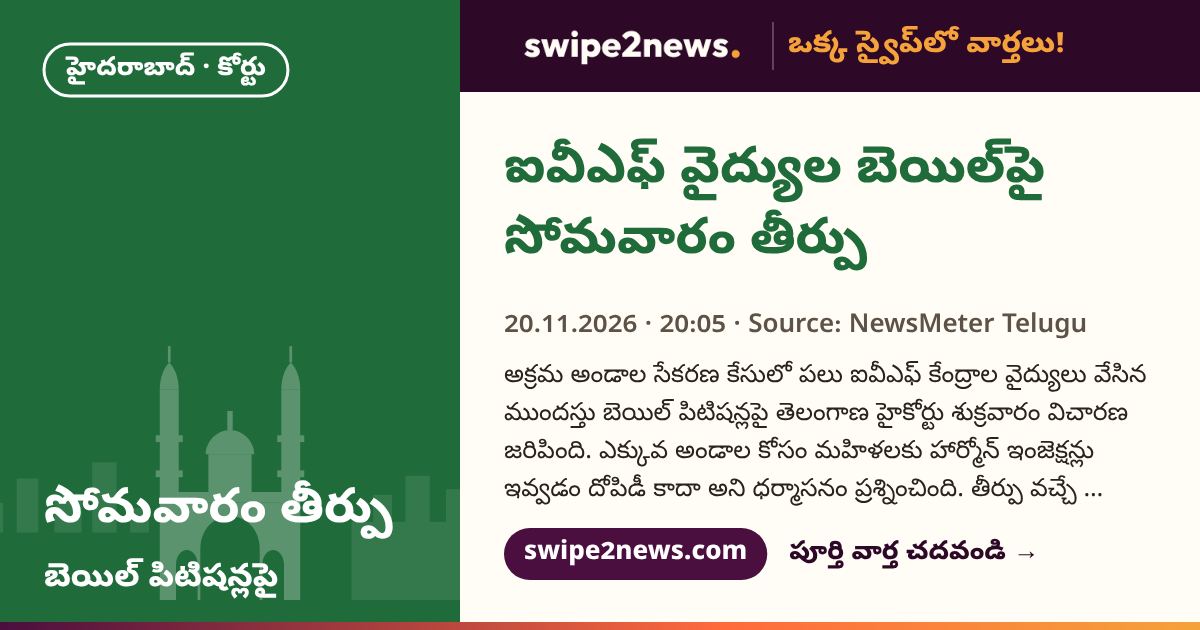 హైదరాబాద్ · కోర్టు
సోమవారం తీర్పు
బెయిల్ పిటిషన్లపై
swipe2news.
ఒక్క స్వైప్‌లో వార్తలు!
ఐవీఎఫ్ వైద్యుల బెయిల్‌పై
సోమవారం తీర్పు
20.11.2026 · 20:05 · Source: NewsMeter Telugu
అక్రమ అండాల సేకరణ కేసులో పలు ఐవీఎఫ్ కేంద్రాల వైద్యులు వేసిన
ముందస్తు బెయిల్ పిటిషన్లపై తెలంగాణ హైకోర్టు శుక్రవారం విచారణ
జరిపింది. ఎక్కువ అండాల కోసం మహిళలకు హార్మోన్ ఇంజెక్షన్లు
ఇవ్వడం దోపిడీ కాదా అని ధర్మాసనం ప్రశ్నించింది. తీర్పు వచ్చే ...
swipe2news.com
పూర్తి వార్త చదవండి →